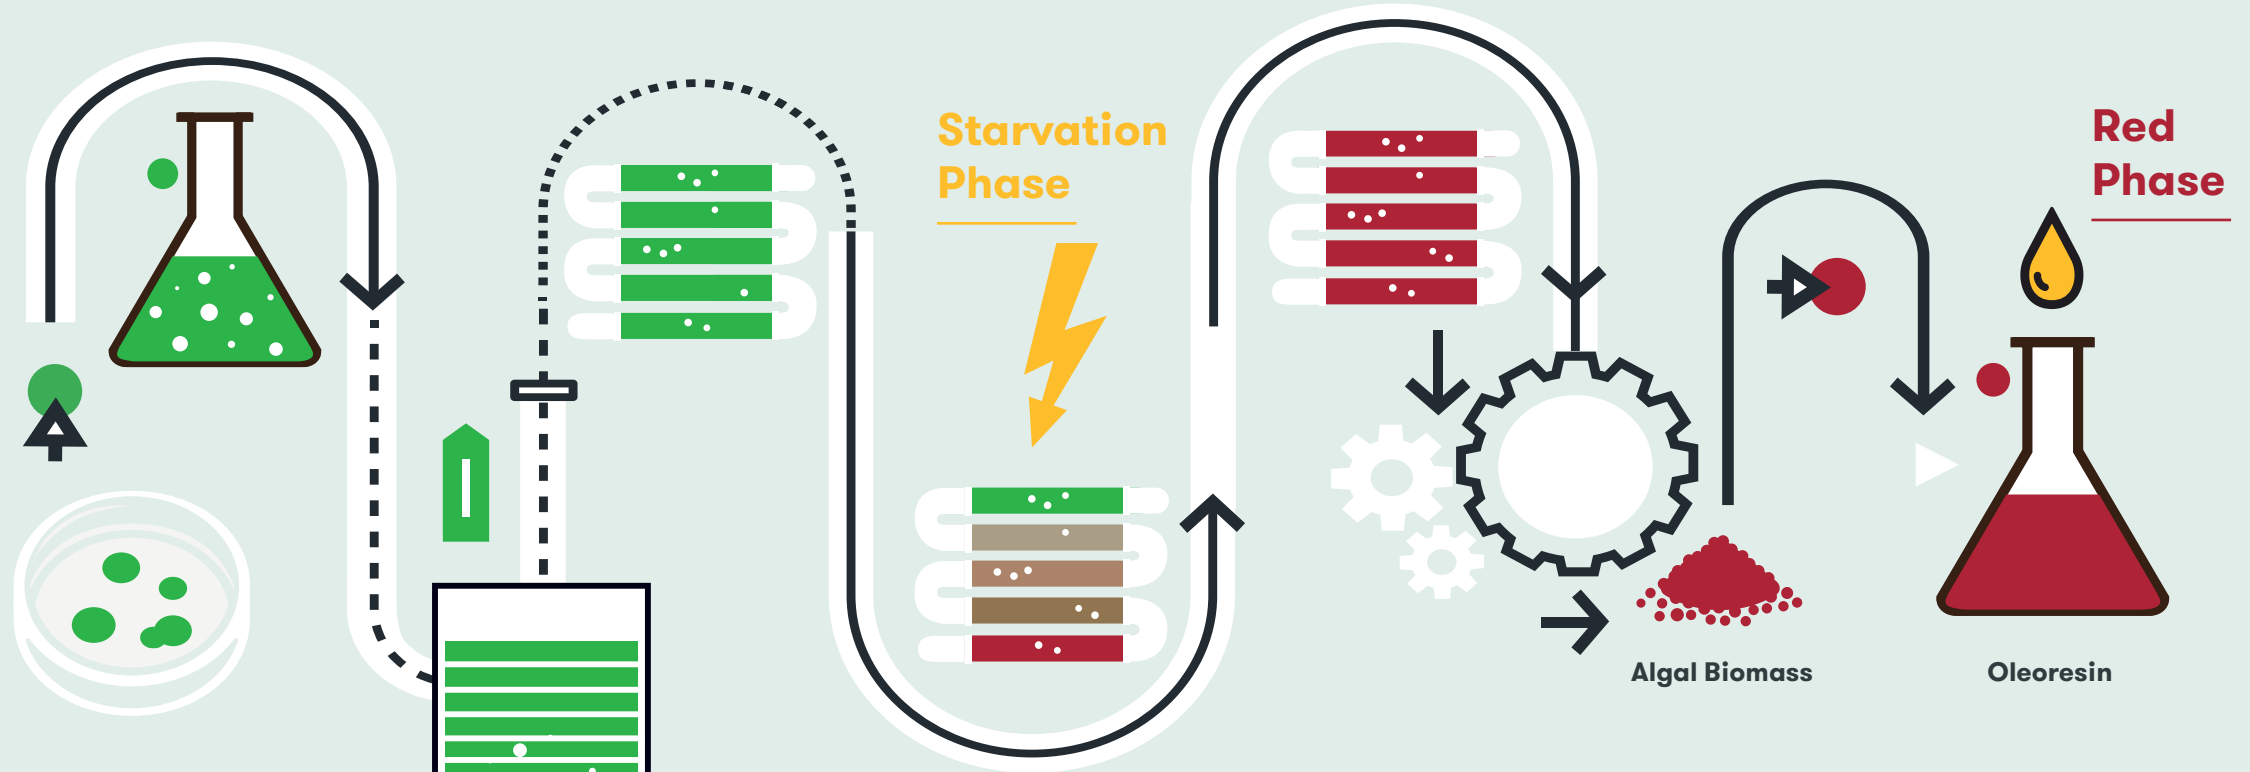 Starvation
Phase
Red
Phase
Algal Biomass
Oleoresin